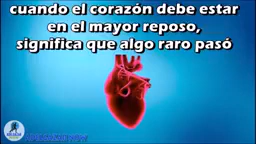 cuando el corazón debe estar
en el mayor reposo,
significa que algo raro pasó